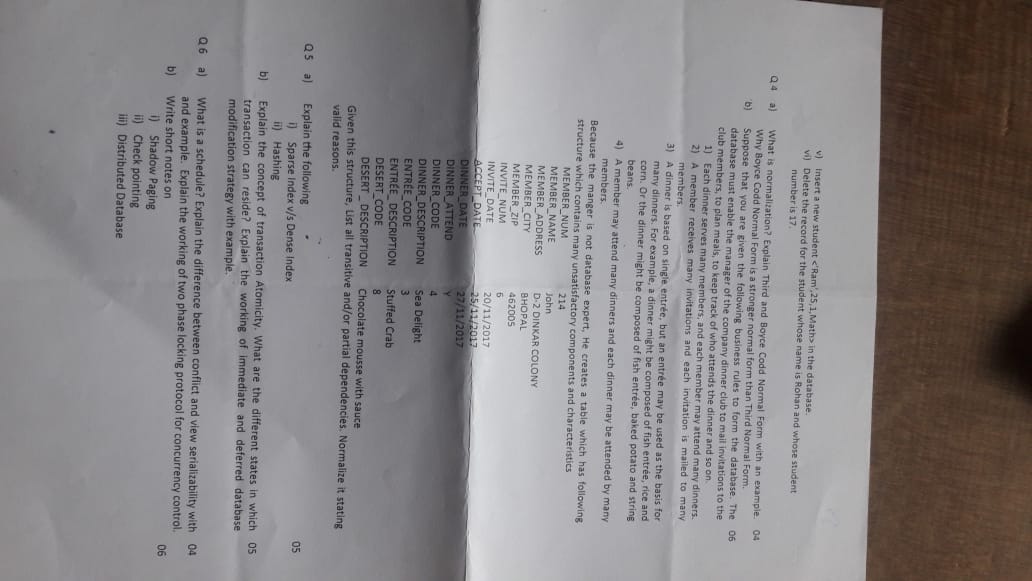 v) Insert a new student <'Ram',25,1,Math> in the database.
vi) Delete the record for the student whose name is Rohan and whose student
number is 17.
Q4 a) What is normalization? Explain Third and Boyce Codd Normal Form with an example. 04
Why Boyce Codd Normal Form is a stronger normal form than Third Normal Form.
b) Suppose that you are given the following business rules to form the database. The 06
database must enable the manager of the company dinner club to mail invitations to the
club members, to plan meals, to keep track of who attends the dinner and so on.
1) Each dinner serves many members, and each member may attend many dinners.
2) A member receives many invitations and each invitation is mailed to many
members.
3) A dinner is based on single entrée, but an entrée may be used as the basis for
many dinners. For example, a dinner might be composed of fish entrée, rice and
corn. Or the dinner might be composed of fish entrée, baked potato and string
beans.
4) A member may attend many dinners and each dinner may be attended by many
members.
Because the manger is not database expert, He creates a table which has following
structure which contains many unsatisfactory components and characteristics
MEMBER_NUM 214
MEMBER_NAME John
MEMBER_ADDRESS D-2 DINKAR COLONY
MEMBER_CITY BHOPAL
MEMBER_ZIP 462005
INVITE_NUM 6
INVITE_DATE 20/11/2017
ACCEPT_DATE 25/11/2017
DINNER_DATE 27/11/2017
DINNER_ATTEND Y
DINNER_CODE 4
DINNER_DESCRIPTION Sea Delight
ENTRÉE_CODE 3
ENTRÉE_ DESCRIPTION Stuffed Crab
DESERT_CODE 8
DESERT _ DESCRIPTION Chocolate mousse with sauce
Given this structure, List all transitive and/or partial dependencies. Normalize it stating
valid reasons.
Q5 a) Explain the following 05
i) Sparse Index v/s Dense Index
ii) Hashing
b) Explain the concept of transaction Atomicity. What are the different states in which 05
transaction can reside? Explain the working of immediate and deferred database
modification strategy with example.
Q6 a) What is a schedule? Explain the difference between conflict and view serializability with 04
and example. Explain the working of two phase locking protocol for concurrency control.
b) Write short notes on 06
i) Shadow Paging
ii) Check pointing
iii) Distributed Database